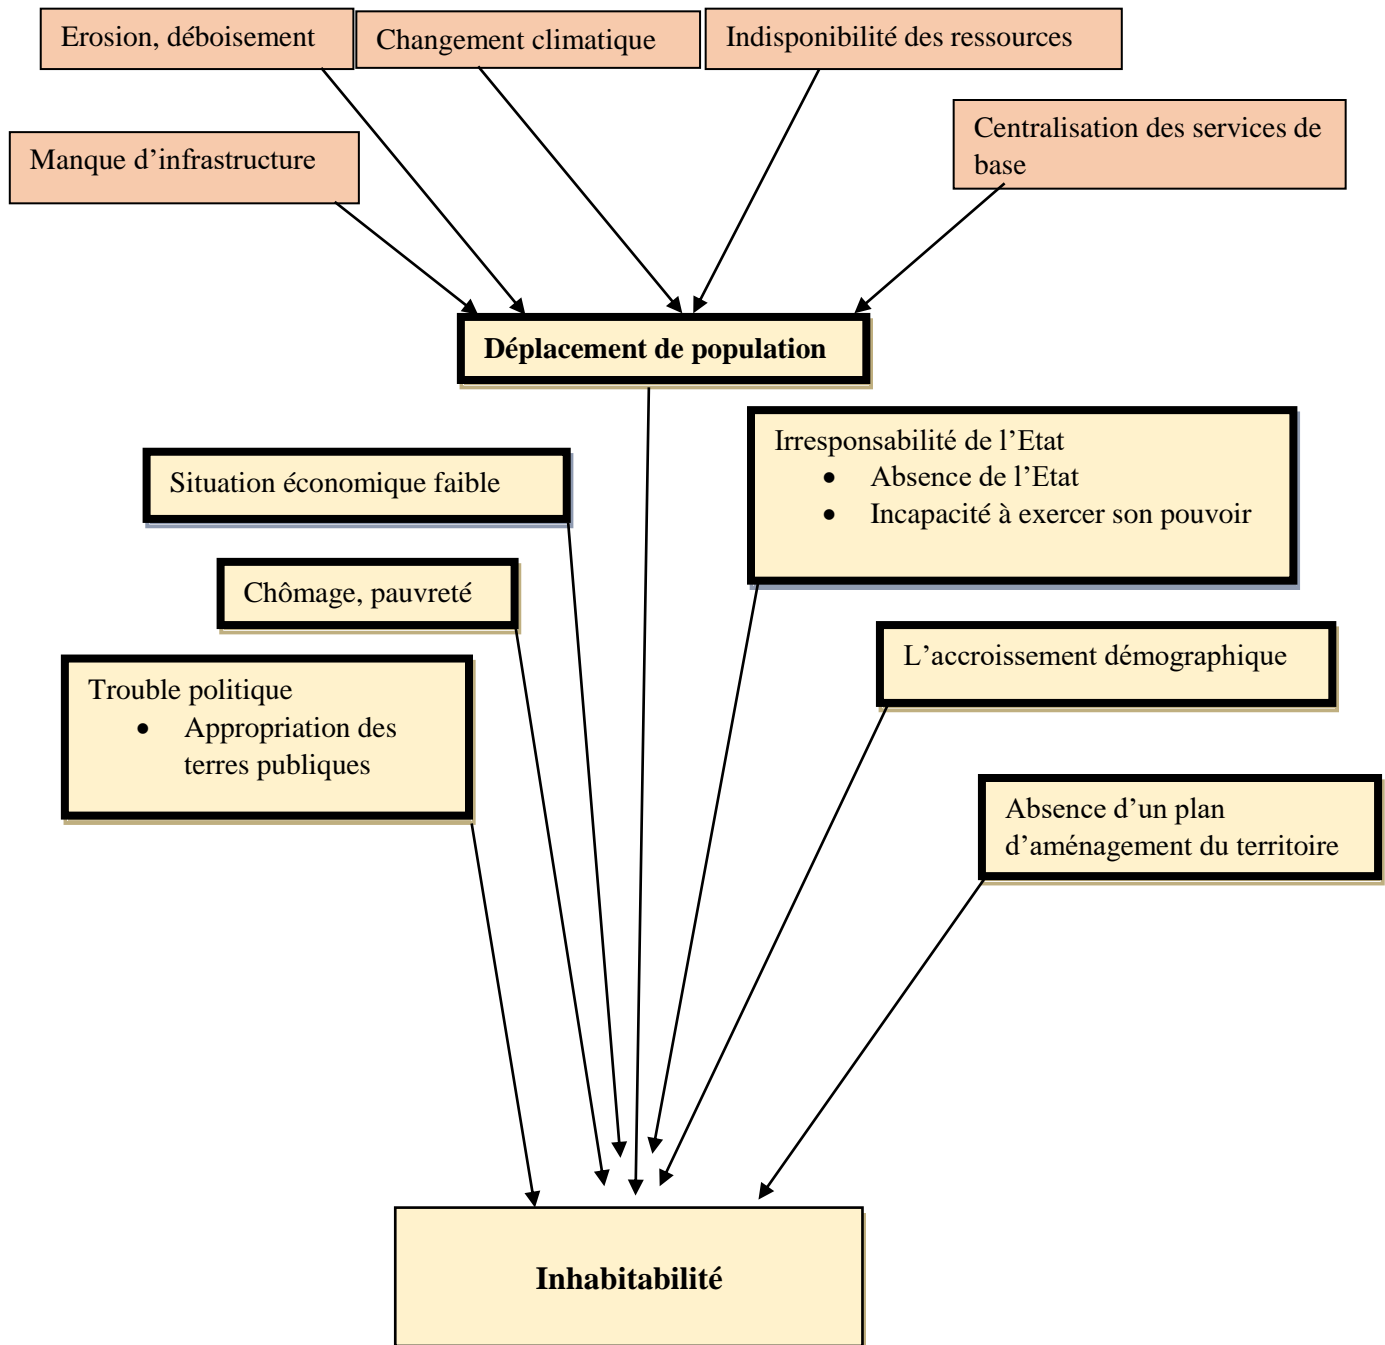 Erosion, déboisement
Changement climatique
Indisponibilité des ressources
Manque d’infrastructure
Centralisation des services de
base
Déplacement de population
Situation économique faible
Irresponsabilité de l’Etat
• Absence de l’Etat
• Incapacité à exercer son pouvoir
Chômage, pauvreté
Trouble politique
• Appropriation des
terres publiques
L’accroissement démographique
Absence d’un plan
d’aménagement du territoire
Inhabitabilité